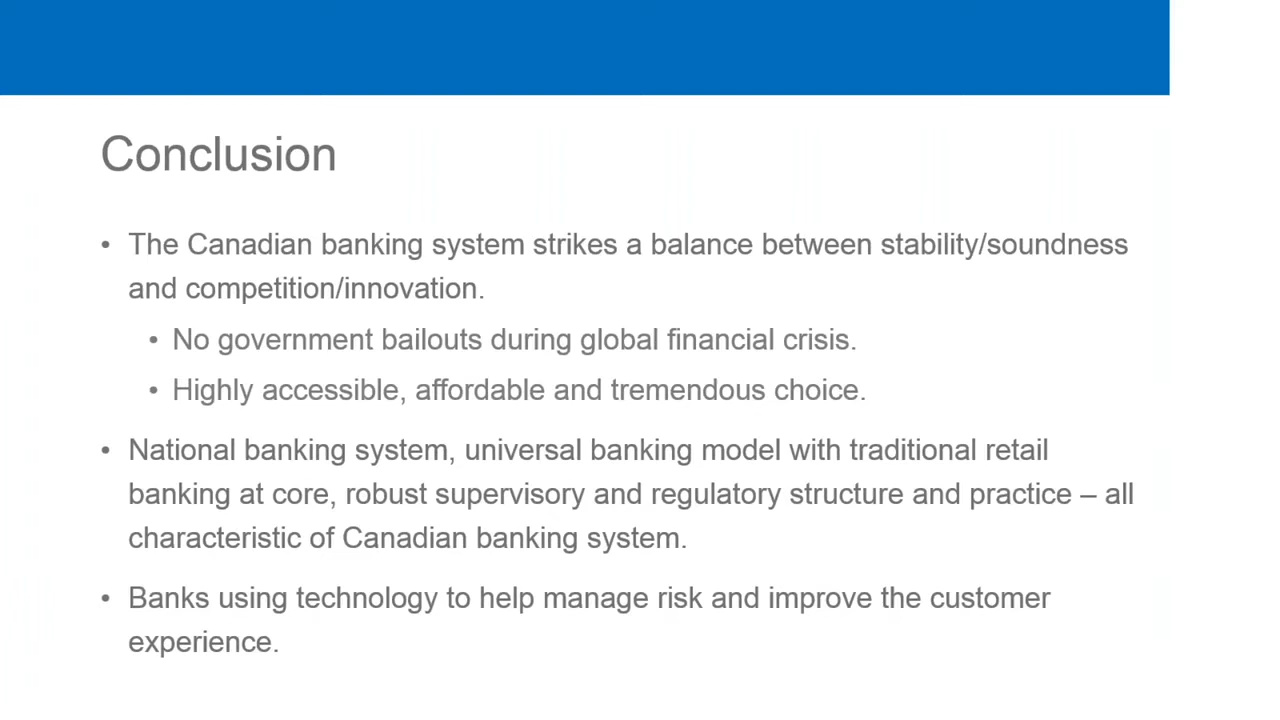 Conclusion
• The Canadian banking system strikes a balance between stability/soundness
and competition/innovation.
• No government bailouts during global financial crisis.
• Highly accessible, affordable and tremendous choice.
• National banking system, universal banking model with traditional retail
banking at core, robust supervisory and regulatory structure and practice – all
characteristic of Canadian banking system.
• Banks using technology to help manage risk and improve the customer
experience.